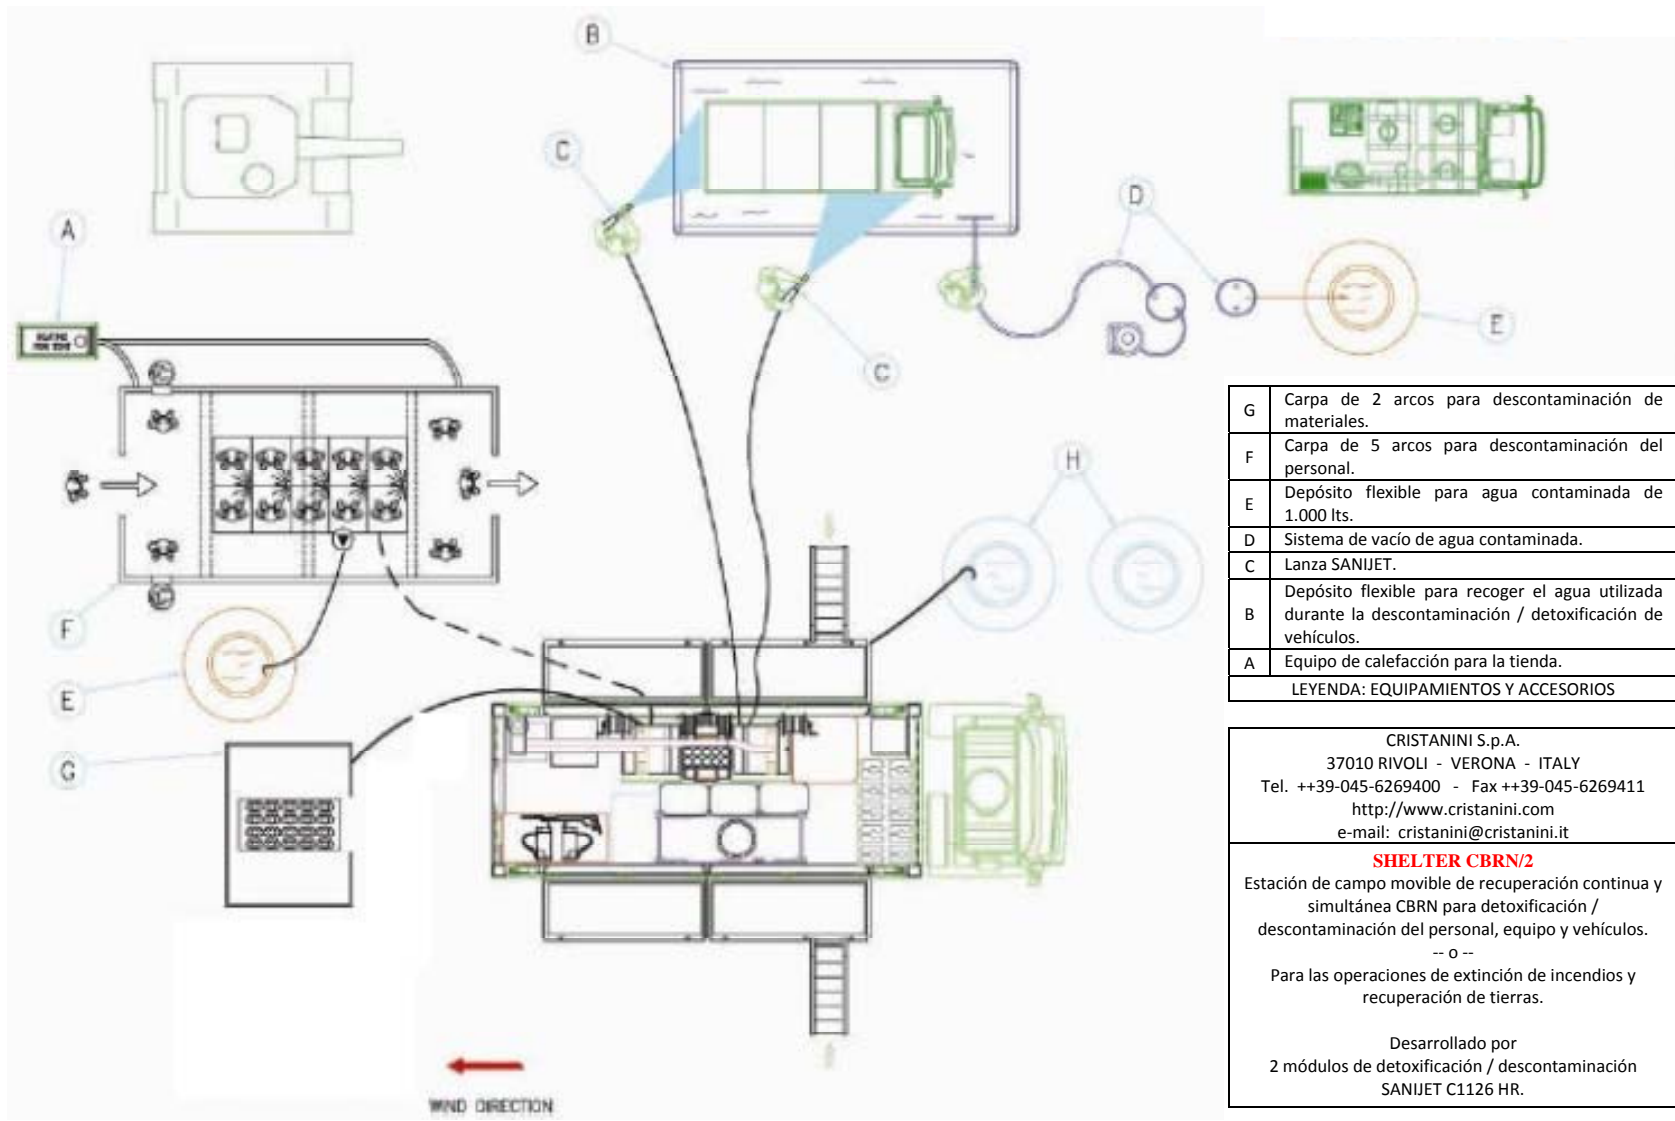 B
C
D
A
E
C
H
F
E
G
G Carpa de 2 arcos para descontaminación de
materiales.
F Carpa de 5 arcos para descontaminación del
personal.
E Depósito flexible para agua contaminada de
1.000 lts.
D Sistema de vacío de agua contaminada.
C Lanza SANIJET.
B Depósito flexible para recoger el agua utilizada
durante la descontaminación / detoxificación de
vehículos.
A Equipo de calefacción para la tienda.
LEYENDA: EQUIPAMIENTOS Y ACCESORIOS
CRISTANINI S.p.A.
37010 RIVOLI - VERONA - ITALY
Tel. ++39-045-6269400 - Fax ++39-045-6269411
http://www.cristanini.com
e-mail: cristanini@cristanini.it
SHELTER CBRN/2
Estación de campo movible de recuperación continua y
simultánea CBRN para detoxificación /
descontaminación del personal, equipo y vehículos.
-- o --
Para las operaciones de extinción de incendios y
recuperación de tierras.
Desarrollado por
2 módulos de detoxificación / descontaminación
SANIJET C1126 HR.
WIND DIRECTION